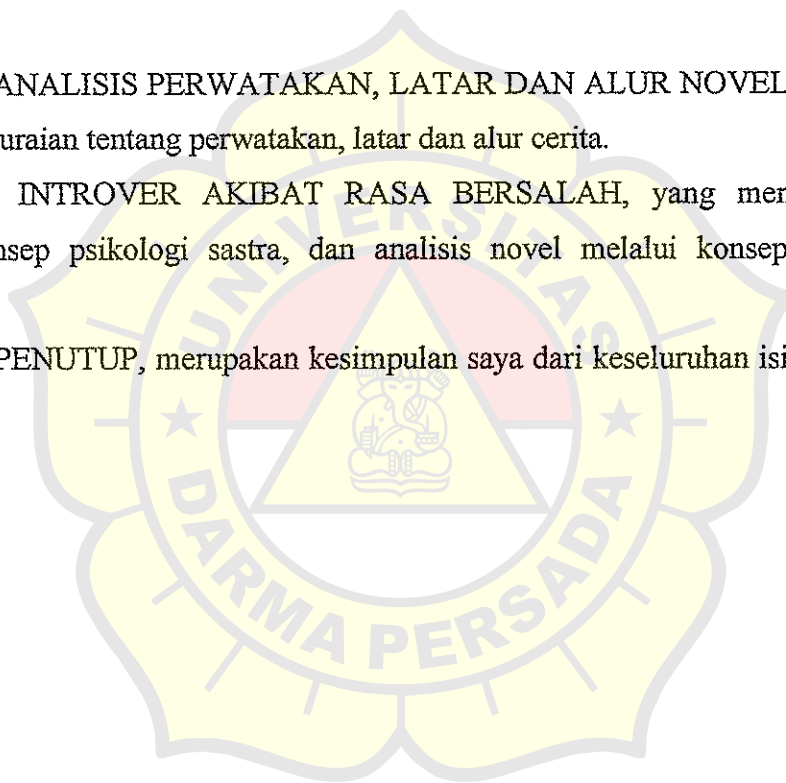 ANALISIS PERWATAKAN, LATAR DAN ALUR NOVEL
uraian tentang perwatakan, latar dan alur cerita.
INTROVER AKIBAT RASA BERSALAH, yang mer
nsep psikologi sastra, dan analisis novel melalui konsep
PENUTUP, merupakan kesimpulan saya dari keseluruhan isi
UNIVERSITAS
DARMA PERSADA